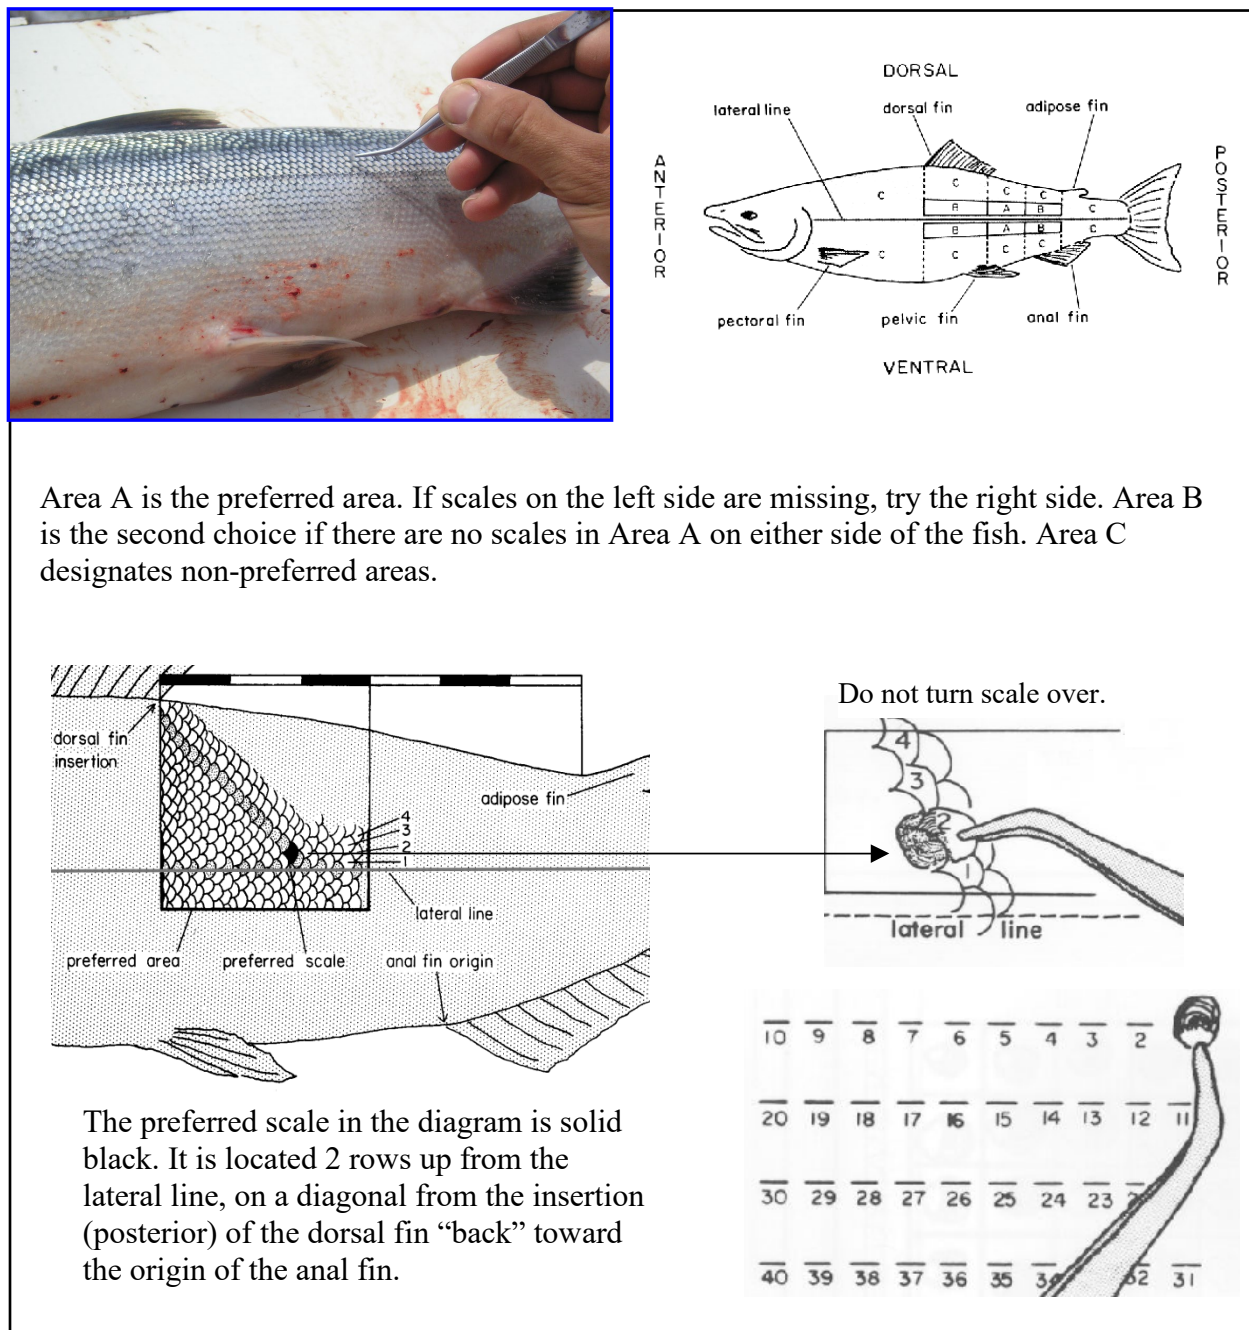 DORSAL
lateral line
dorsal fin
adipose fin
ANTERIOR
POSTERIOR
C
C
C
C
B
A
B
C
B
A
B
C
C
C
C
C
pectoral fin
pelvic fin
anal fin
VENTRAL
Area A is the preferred area. If scales on the left side are missing, try the right side. Area B
is the second choice if there are no scales in Area A on either side of the fish. Area C
designates non-preferred areas.
dorsal fin
insertion
adipose fin
4
3
2
1
lateral line
preferred area
preferred scale
anal fin origin
Do not turn scale over.
4
3
2
1
lateral line
10 9 8 7 6 5 4 3 2
20 19 18 17 16 15 14 13 12 11
30 29 28 27 26 25 24 23
40 39 38 37 36 35 34 32 31
The preferred scale in the diagram is solid
black. It is located 2 rows up from the
lateral line, on a diagonal from the insertion
(posterior) of the dorsal fin “back” toward
the origin of the anal fin.